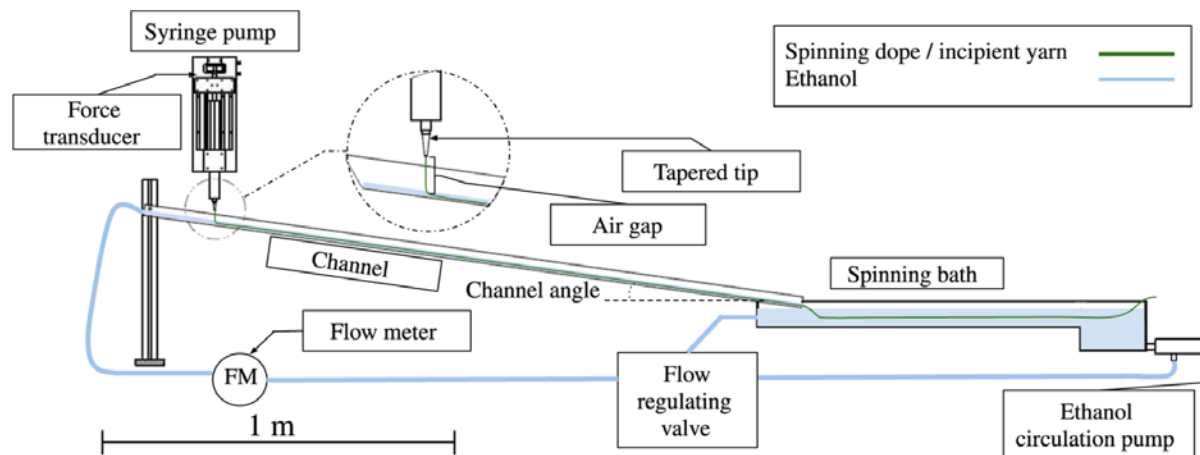 Syringe pump
Spinning dope / incipient yarn
Ethanol
Force
transducer
Tapered tip
Air gap
Channel
Channel angle
Spinning bath
Flow meter
FM
Flow
regulating
valve
Ethanol
circulation pump
1 m